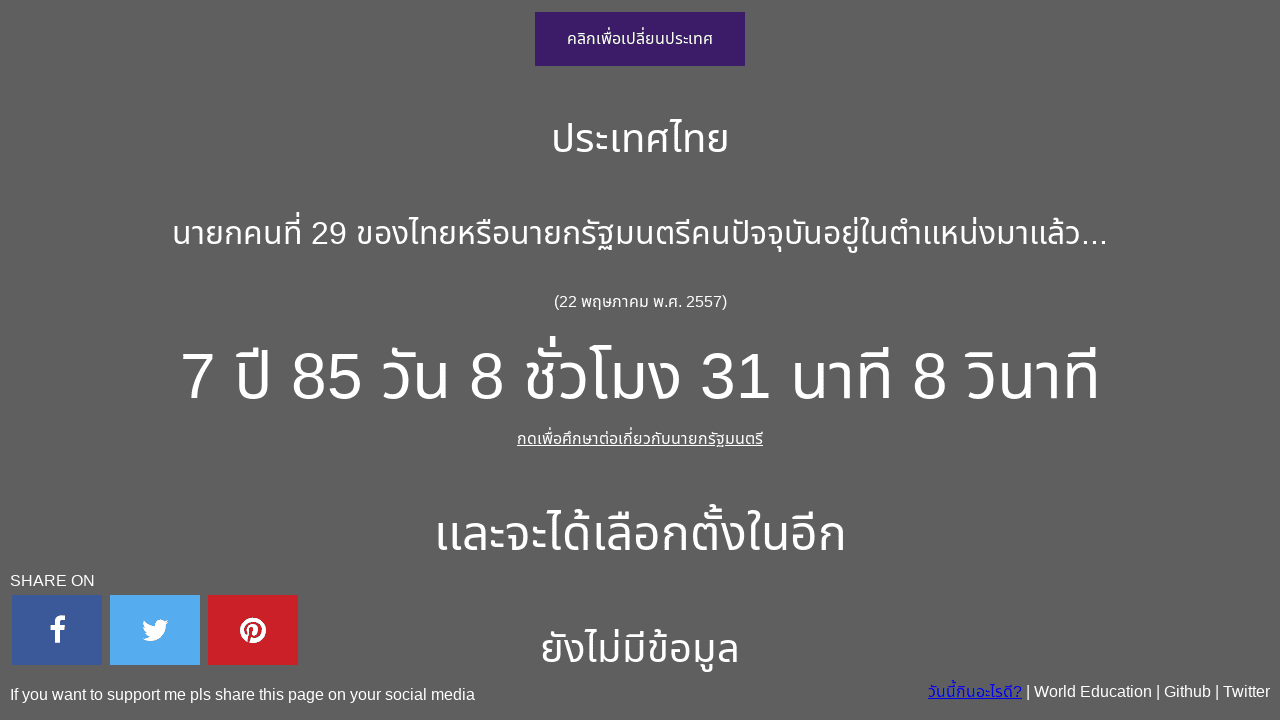 คลิกเพื่อเปลี่ยนประเทศ
ประเทศไทย
นายกคนที่ 29 ของไทยหรือนายกรัฐมนตรีคนปัจจุบันอยู่ในตำแหน่งมาแล้ว...
(22 พฤษภาคม พ.ศ. 2557)
7 ปี 85 วัน 8 ชั่วโมง 31 นาที 8 วินาที
กดเพื่อศึกษาต่อเกี่ยวกับนายกรัฐมนตรี
และจะได้เลือกตั้งในอีก
ยังไม่มีข้อมูล
SHARE ON
If you want to support me pls share this page on your social media
วันนี้กินอะไรดี? | World Education | Github | Twitter